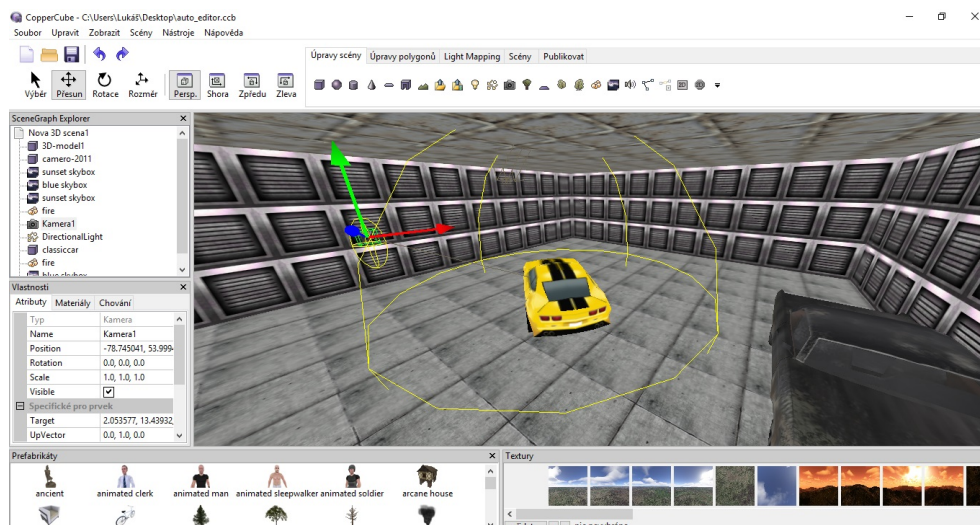 CopperCube - C:\Users\Lukáš\Desktop\auto_editor.ccb
Soubor Upravit Zobrazit Scény Nástroje Nápověda
Úpravy scény Úpravy polygonů Light Mapping Scény Publikovat
Výběr Přesun Rotace Rozměr Persp. Shora Zpředu Zleva
SceneGraph Explorer
Nova 3D scena1
3D-model1
camero-2011
sunset skybox
blue skybox
sunset skybox
fire
Kamera1
DirectionalLight
classiccar
fire
blue skybox
Vlastnosti
Atributy Materiály Chování
Typ Kamera
Name Kamera1
Position -78.745041, 53.999
Rotation 0.0, 0.0, 0.0
Scale 1.0, 1.0, 1.0
Visible
Specifické pro prvek
Target 2.053577, 13.43932,
UpVector 0.0, 1.0, 0.0
Prefabrikáty
ancient animated clerk animated man animated sleepwalker animated soldier arcane house
Textury